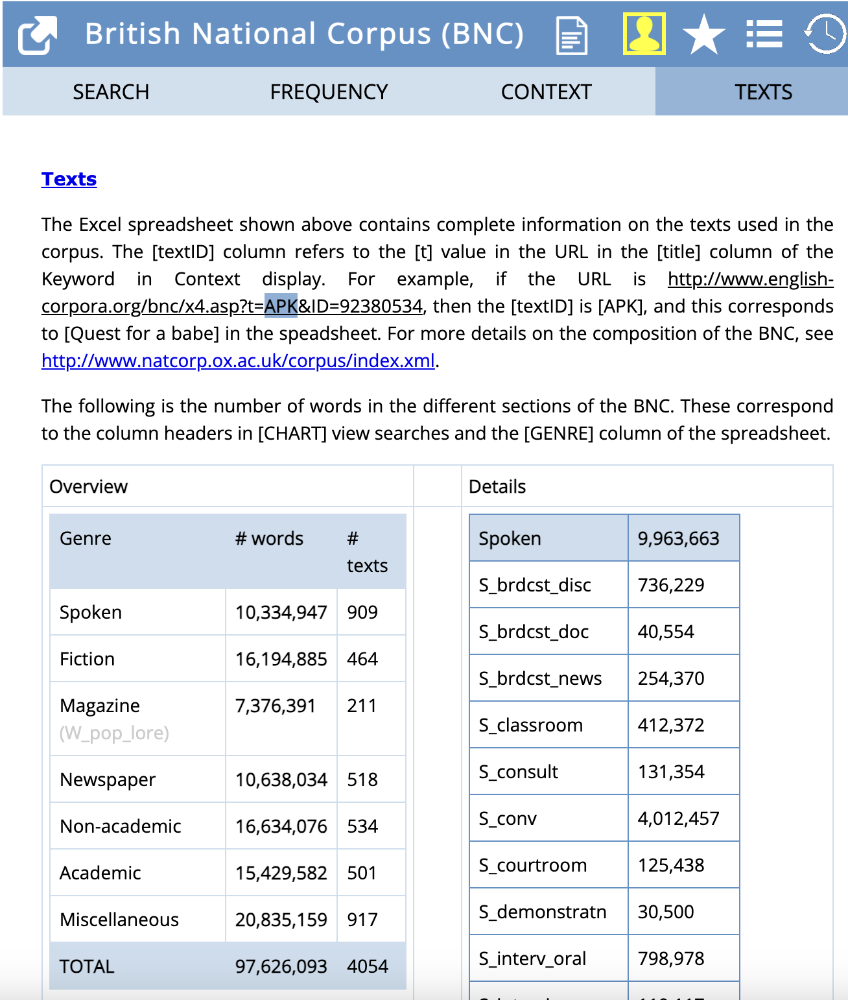 British National Corpus (BNC)
SEARCH FREQUENCY CONTEXT TEXTS
Texts
The Excel spreadsheet shown above contains complete information on the texts used in the
corpus. The [textID] column refers to the [t] value in the URL in the [title] column of the
Keyword in Context display. For example, if the URL is http://www.english-
corpora.org/bnc/x4.asp?t=APK&ID=92380534, then the [textID] is [APK], and this corresponds
to [Quest for a babe] in the speadsheet. For more details on the composition of the BNC, see
http://www.natcorp.ox.ac.uk/corpus/index.xml.
The following is the number of words in the different sections of the BNC. These correspond
to the column headers in [CHART] view searches and the [GENRE] column of the spreadsheet.
Overview
Genre # words #
texts
Spoken 10,334,947 909
Fiction 16,194,885 464
Magazine 7,376,391 211
(W_pop_lore)
Newspaper 10,638,034 518
Non-academic 16,634,076 534
Academic 15,429,582 501
Miscellaneous 20,835,159 917
TOTAL 97,626,093 4054
Details
Spoken 9,963,663
S_brdcst_disc 736,229
S_brdcst_doc 40,554
S_brdcst_news 254,370
S_classroom 412,372
S_consult 131,354
S_conv 4,012,457
S_courtroom 125,438
S_demonstratn 30,500
S_interv_oral 798,978